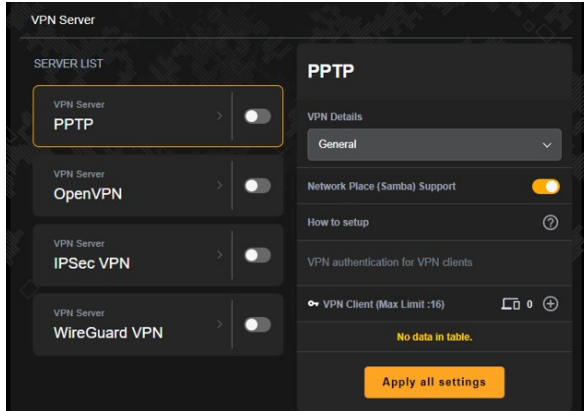 VPN Server
SERVER LIST
VPN Server
PPTP
VPN Server
OpenVPN
VPN Server
IPSec VPN
VPN Server
WireGuard VPN
PPTP
VPN Details
General
Network Place (Samba) Support
How to setup
VPN authentication for VPN clients
VPN Client (Max Limit :16) 0
No data in table.
Apply all settings